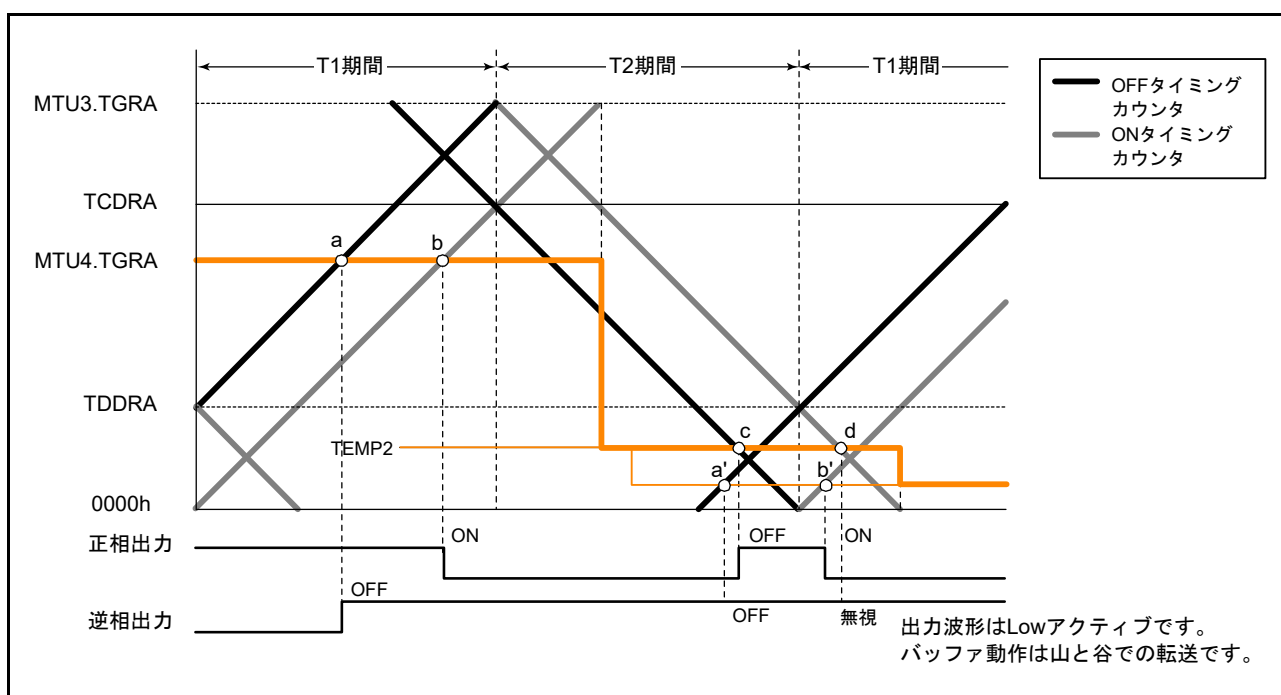 T1期間
T2期間
T1期間
OFFタイミング
カウンタ
ONタイミング
カウンタ
MTU3.TGRA
TCDRA
a
b
MTU4.TGRA
TDDRA
TEMP2
c
d
a'
b'
0000h
正相出力
ON
OFF
ON
逆相出力
OFF
OFF
無視
出力波形はLowアクティブです。
バッファ動作は山と谷での転送です。